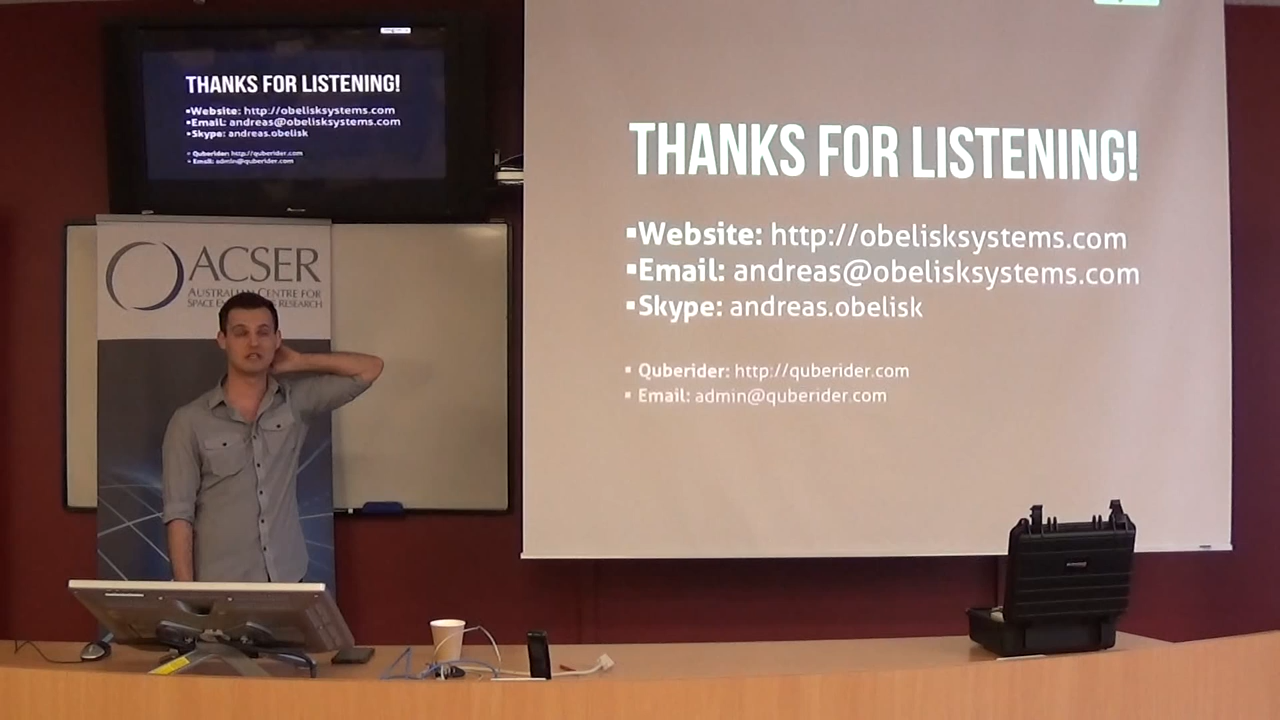 THANKS FOR LISTENING!
▪Website: http://obelisksystems.com
▪Email: andreas@obelisksystems.com
▪Skype: andreas.obelisk
▪ Quberider: http://quberider.com
▪ Email: admin@quberider.com
ACSER
AUSTRALIAN CENTRE FOR
SPACE RESEARCH
THANKS FOR LISTENING!
▪Website: http://obelisksystems.com
▪Email: andreas@obelisksystems.com
▪Skype: andreas.obelisk
▪ Quberider: http://quberider.com
▪ Email: admin@quberider.com